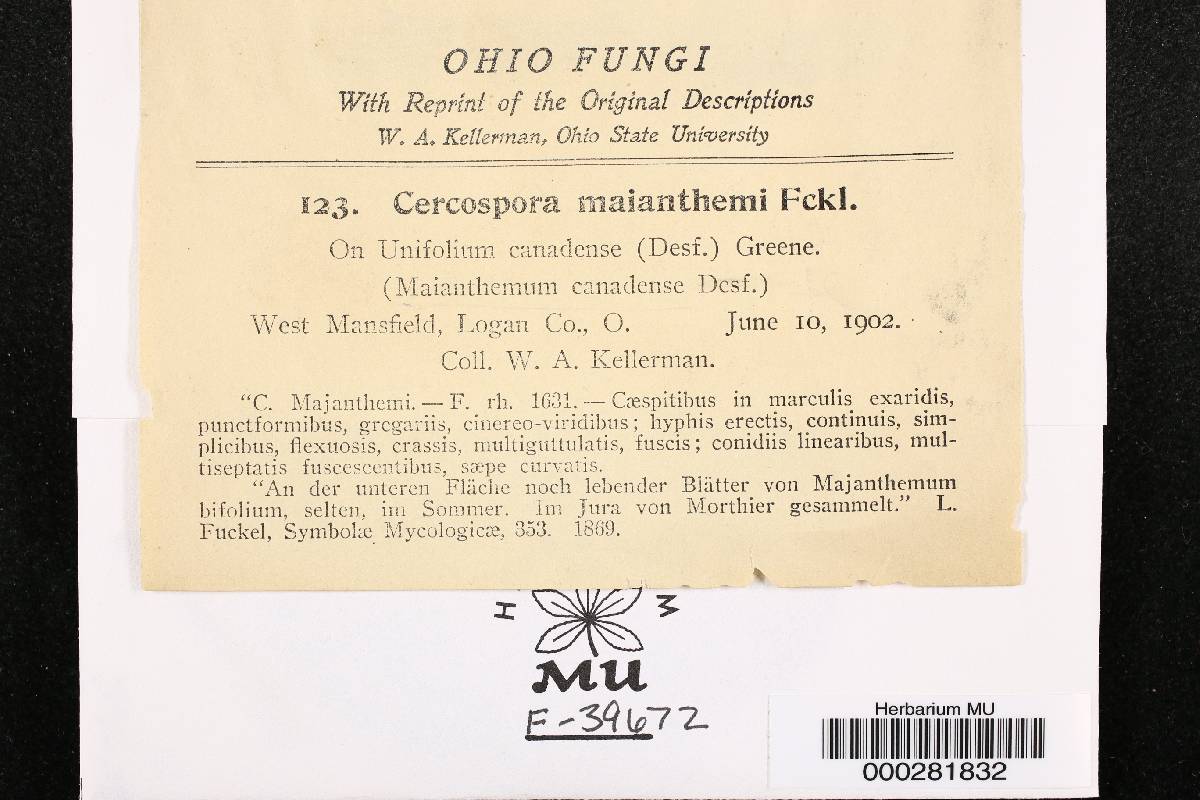 OHIO FUNGI
With Reprint of the Original Descriptions
W. A. Kellerman, Ohio State University
123. Cercospora maianthemi Fckl.
On Unifolium canadense (Desf.) Greene.
(Maianthemum canadense Desf.)
West Mansfield, Logan Co., O. June 10, 1902.
Coll. W. A. Kellerman.
“C. Majanthemi. — F. rh. 1631. — Cæspitibus in marculis exaridis,
punctformibus, gregariis, cinereo-viridibus; hyphis erectis, continuis, sim-
plicibus, flexuosis, crassis, multiguttulatis, fuscis; conidiis linearibus, mul-
tiseptatis fuscescentibus, sæpe curvatis.
“An der unteren Fläche noch lebender Blätter von Majanthemum
bifolium, selten, im Sommer. Im Jura von Morthier gesammelt.” L.
Fuckel, Symbolæ Mycologicæ, 353. 1869.
H M
MU
F-39672
Herbarium MU
000281832